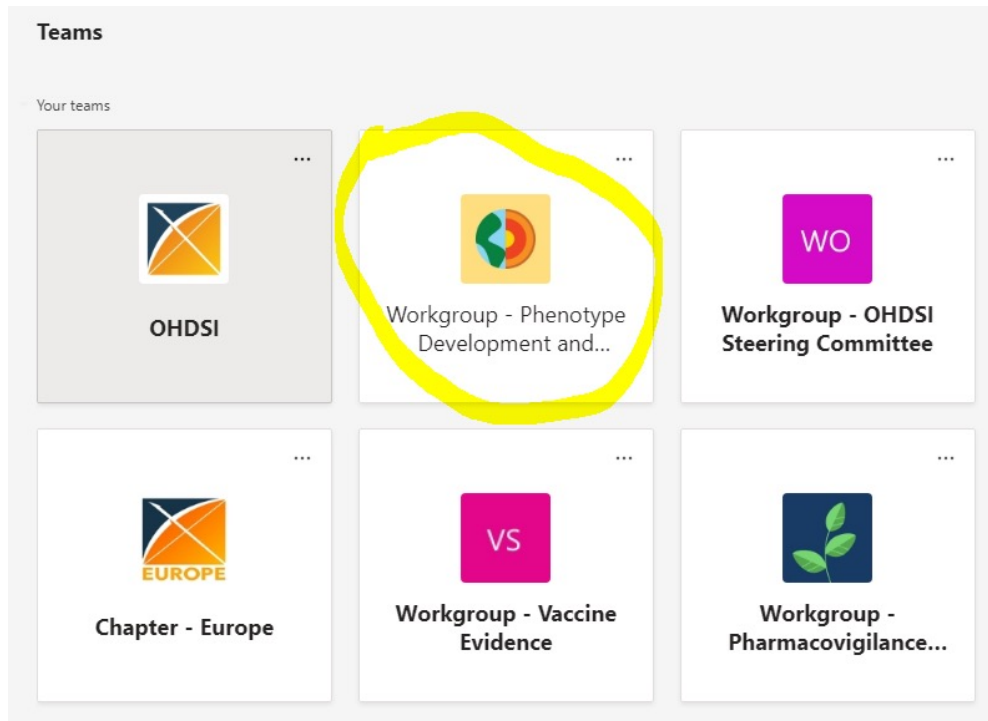 Teams
Your teams
...
...
...
WO
OHDSI
Workgroup - Phenotype
Development and...
Workgroup - OHDSI
Steering Committee
...
...
...
EUROPE
VS
Chapter - Europe
Workgroup - Vaccine
Evidence
Workgroup -
Pharmacovigilance...